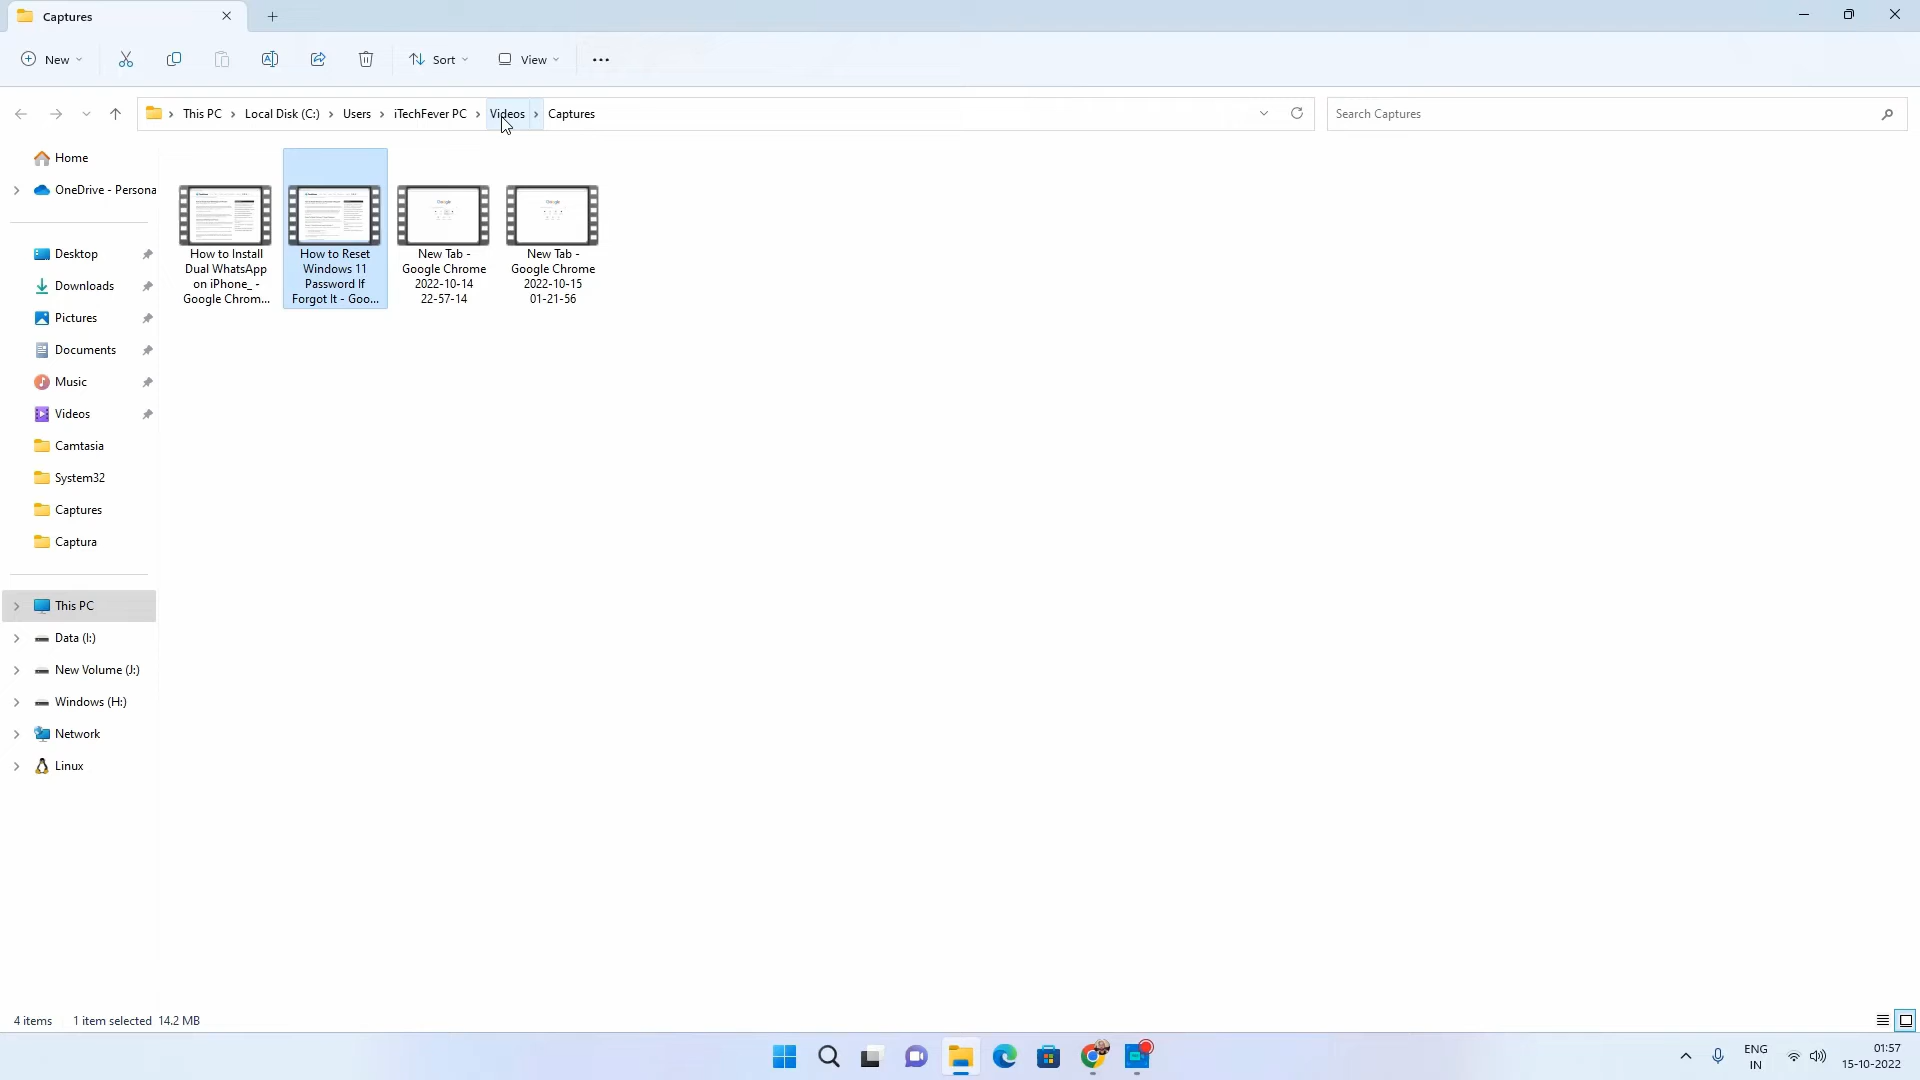 Captures
New
Sort
View
This PC
Local Disk (C:)
Users
iTechFever PC
Videos
Captures
Search Captures
Home
OneDrive - Persona
Desktop
Downloads
Pictures
Documents
Music
Videos
Camtasia
System32
Captures
Captura
This PC
Data (I:)
New Volume (J:)
Windows (H:)
Network
Linux
How to Install
Dual WhatsApp
on iPhone_ -
Google Chrom...
How to Reset
Windows 11
Password If
Forgot It - Goo...
New Tab -
Google Chrome
2022-10-14
22-57-14
New Tab -
Google Chrome
2022-10-15
01-21-56
4 items
1 item selected 14.2 MB
ENG
IN
01:57
15-10-2022